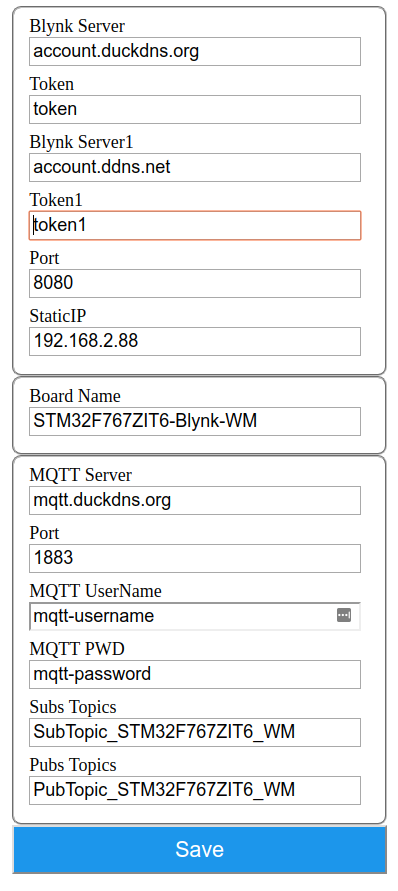 Blynk Server
account.duckdns.org
Token
token
Blynk Server1
account.ddns.net
Token1
token1
Port
8080
StaticIP
192.168.2.88
Board Name
STM32F767ZIT6-Blynk-WM
MQTT Server
mqtt.duckdns.org
Port
1883
MQTT UserName
mqtt-username
MQTT PWD
mqtt-password
Subs Topics
SubTopic_STM32F767ZIT6_WM
Pubs Topics
PubTopic_STM32F767ZIT6_WM
Save